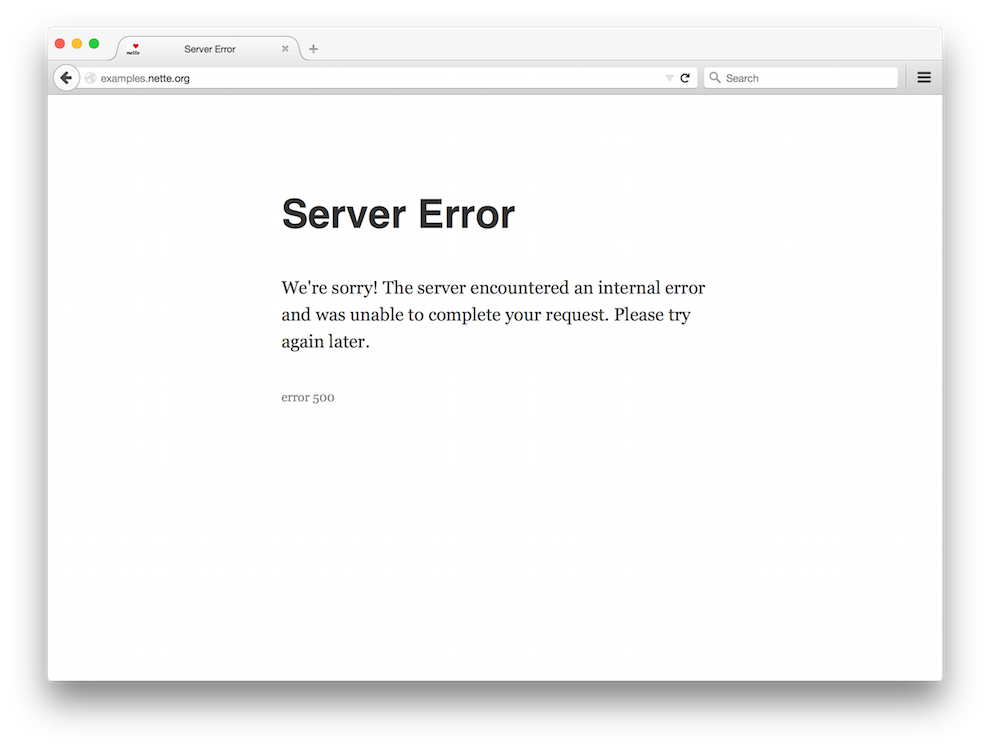 Server Error
examples.nette.org
Search
Server Error
We're sorry! The server encountered an internal error
and was unable to complete your request. Please try
again later.
error 500